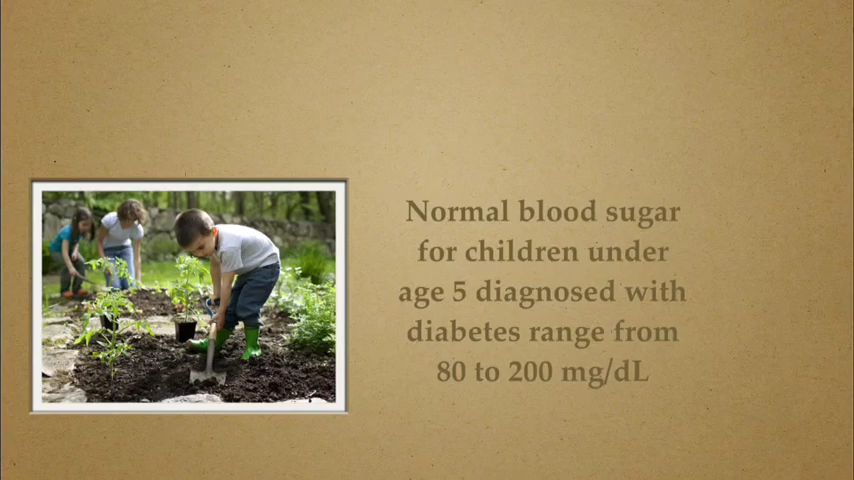 Normal blood sugar
for children under
age 5 diagnosed with
diabetes range from
80 to 200 mg/dL